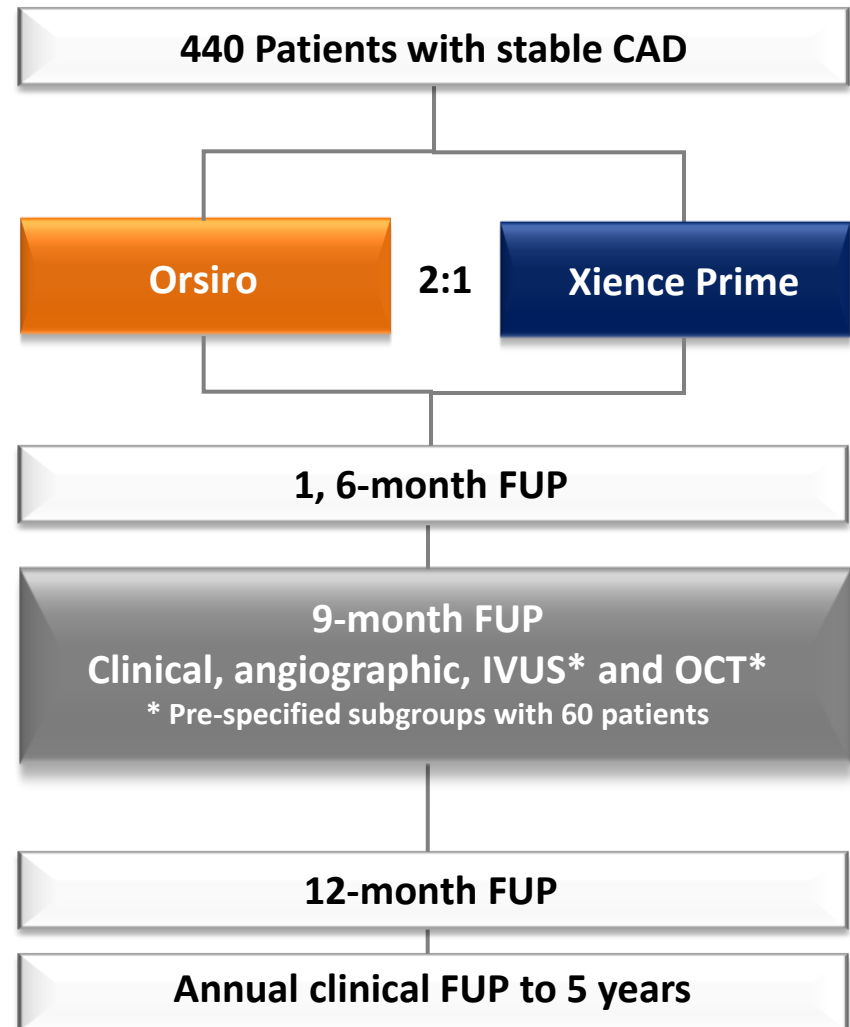 440 Patients with stable CAD
Orsiro
2:1
Xience Prime
1, 6-month FUP
9-month FUP
Clinical, angiographic, IVUS* and OCT*
* Pre-specified subgroups with 60 patients
12-month FUP
Annual clinical FUP to 5 years